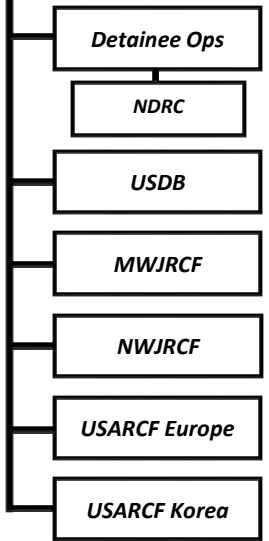 Detainee Ops
NDRC
USDB
MWJRCF
NWJRCF
USARCF Europe
USARCF Korea